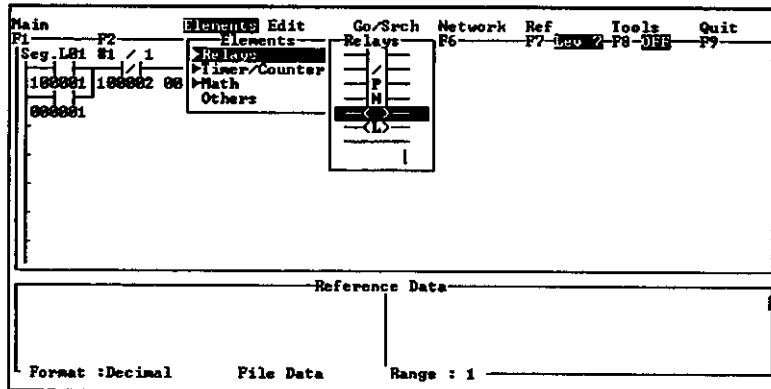 Main Elements Edit Go/Srch Network Ref Tools Quit
F1 F2 Elements Relays F6 F7-Lev ?-F8-OFF F9
Seg.L01 #1 / 1
▶Relays
▶Timer/Counter
:100001 100002 00 ▶Math
Others
000001
P
N
( )
(L)
Reference Data
Format :Decimal File Data Range : 1